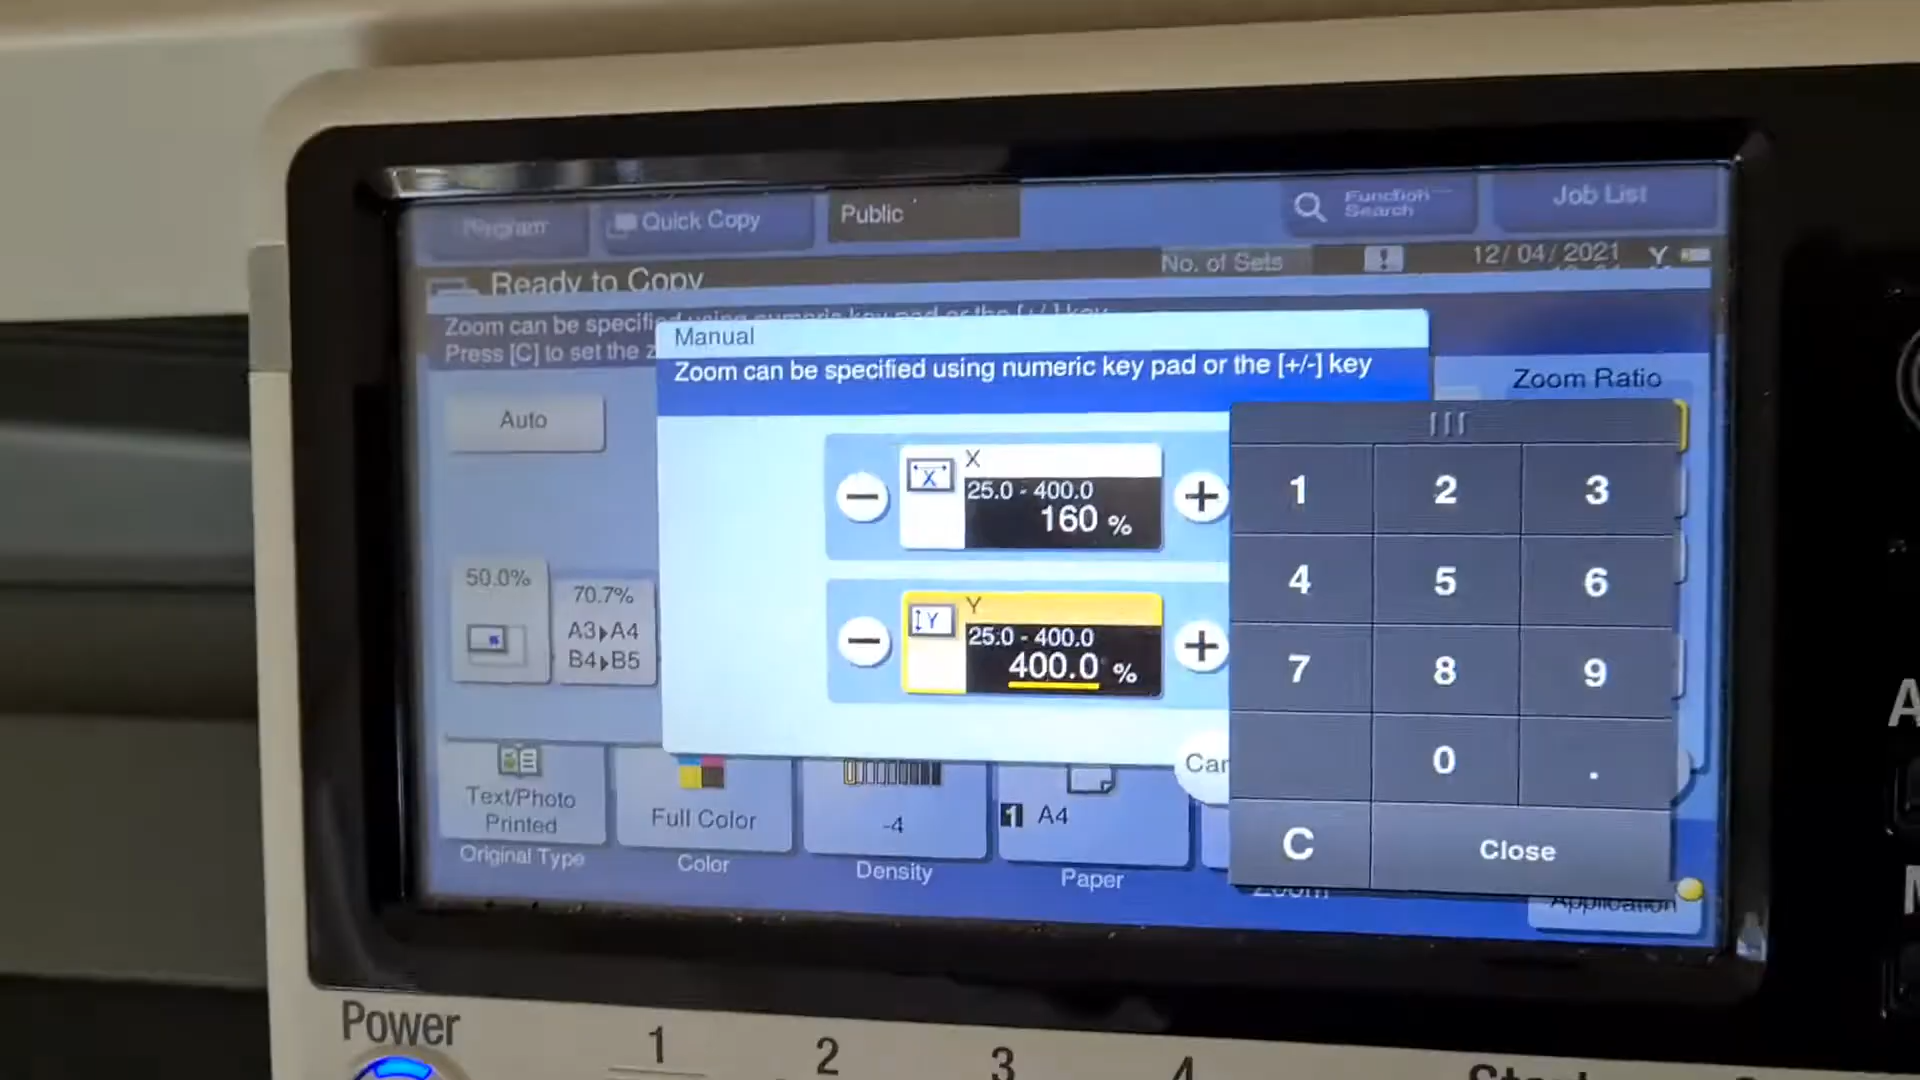 Program
Quick Copy
Public
Function
Search
Job List
Ready to Copy
No. of Sets
!
12/04/2021
Y
Zoom can be specified using numeric key pad or the [+/-] key
Press [C] to set the
Manual
Zoom can be specified using numeric key pad or the [+/-] key
Zoom Ratio
Auto
X
X
25.0 - 400.0
160 %
Y
Y
25.0 - 400.0
400.0 %
1 2 3
4 5 6
7 8 9
0 .
C Close
50.0%
70.7%
A3▸A4
B4▸B5
Text/Photo
Printed
Original Type
Full Color
Color
-4
Density
1 A4
Paper
Zoom
Application
Power
1 2 3 4